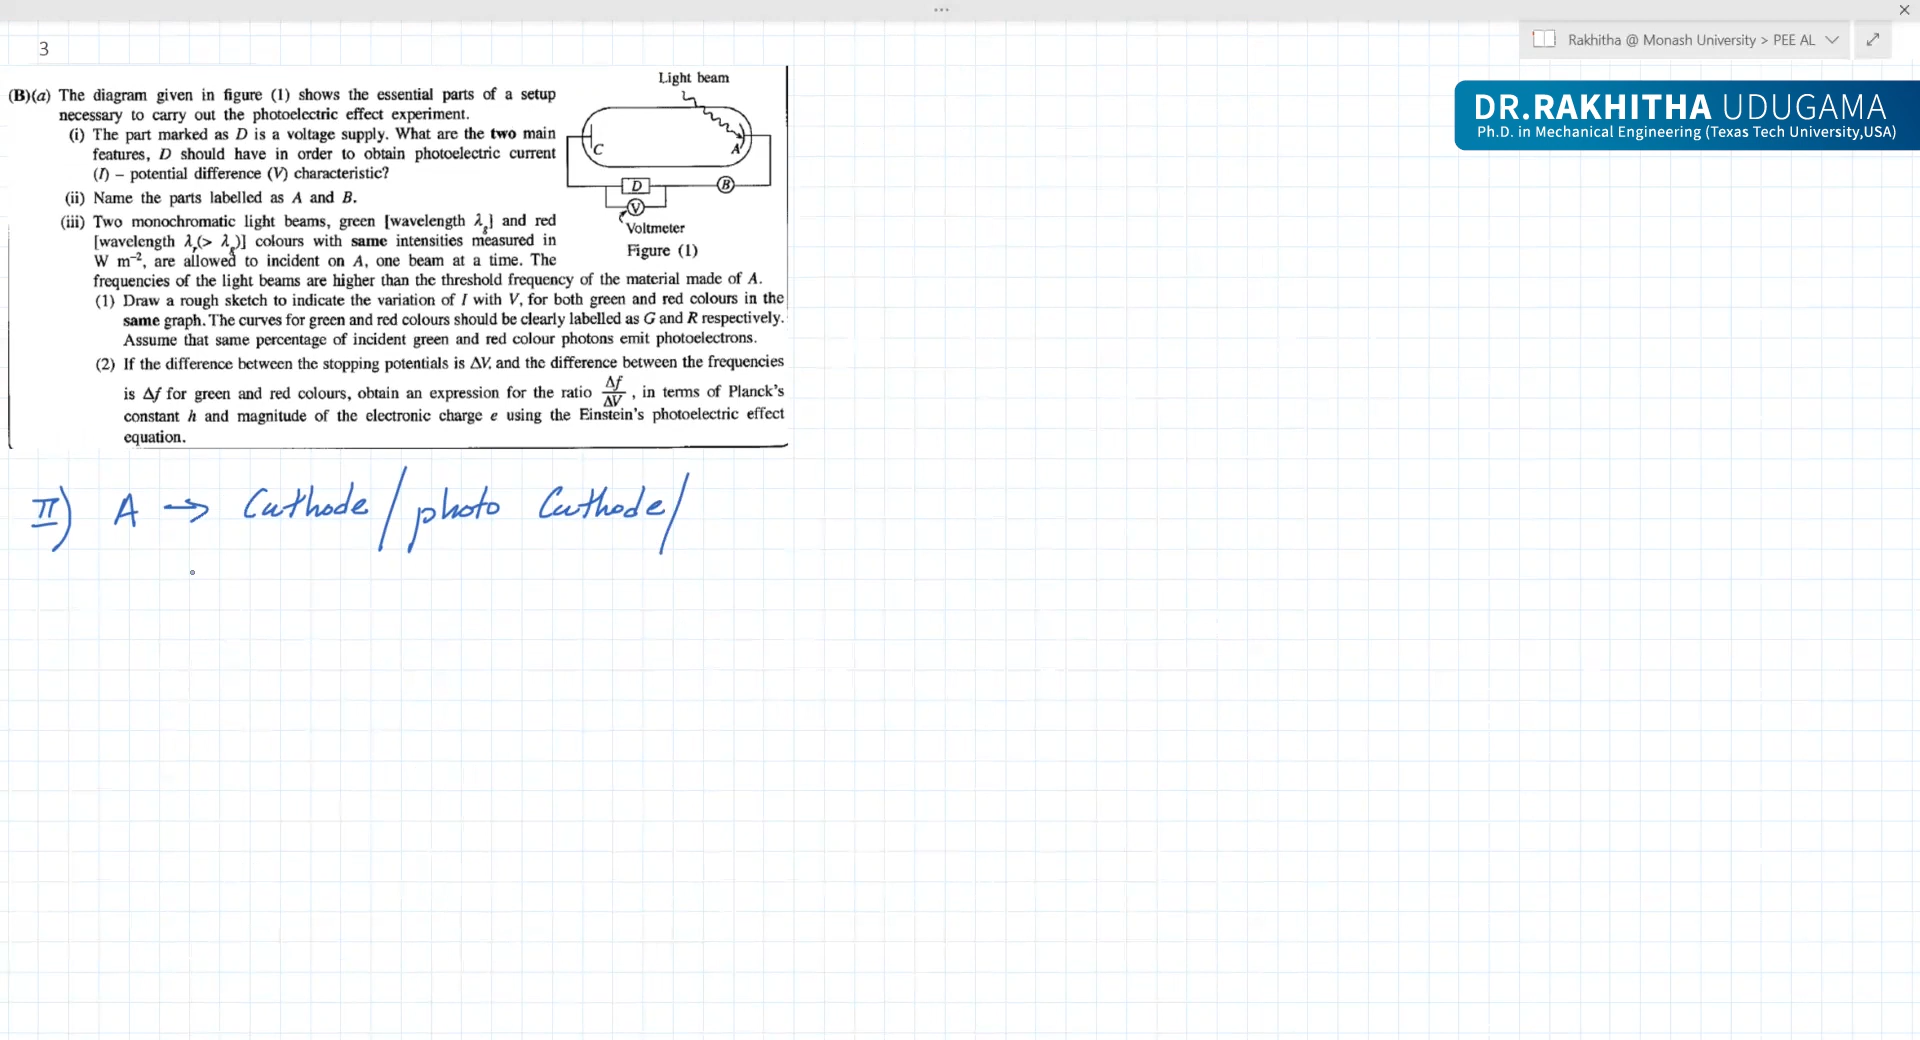 3
Rakhitha @ Monash University > PEE AL
DR.RAKHITHA UDUGAMA
Ph.D. in Mechanical Engineering (Texas Tech University,USA)
(B)(a) The diagram given in figure (1) shows the essential parts of a setup
necessary to carry out the photoelectric effect experiment.
(i) The part marked as D is a voltage supply. What are the two main
features, D should have in order to obtain photoelectric current
(I) – potential difference (V) characteristic?
(ii) Name the parts labelled as A and B.
(iii) Two monochromatic light beams, green [wavelength λg] and red
[wavelength λr(> λg)] colours with same intensities measured in
W m⁻², are allowed to incident on A, one beam at a time. The
frequencies of the light beams are higher than the threshold frequency of the material made of A.
(1) Draw a rough sketch to indicate the variation of I with V, for both green and red colours in the
same graph. The curves for green and red colours should be clearly labelled as G and R respectively.
Assume that same percentage of incident green and red colour photons emit photoelectrons.
(2) If the difference between the stopping potentials is ΔV, and the difference between the frequencies
is Δf for green and red colours, obtain an expression for the ratio Δf/ΔV, in terms of Planck's
constant h and magnitude of the electronic charge e using the Einstein's photoelectric effect
equation.
Light beam
C
A
D
B
V
Voltmeter
Figure (1)
II) A → Cathode / photo Cathode /